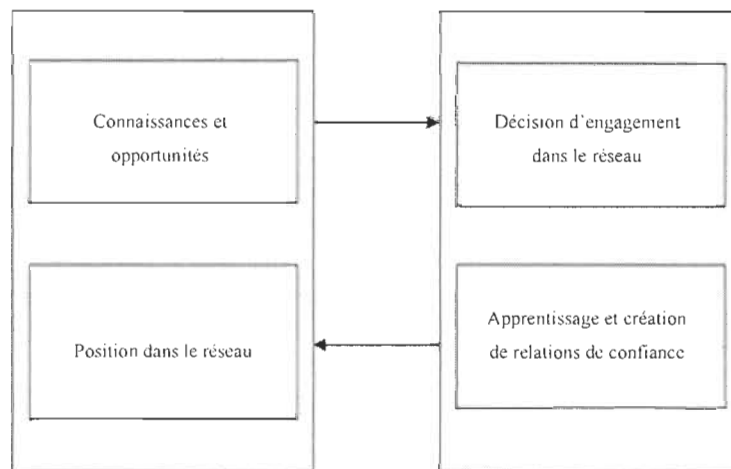 Connaissances et
opportunités
Décision d'engagement
dans le réseau
Position dans le réseau
Apprentissage et création
de relations de confiance